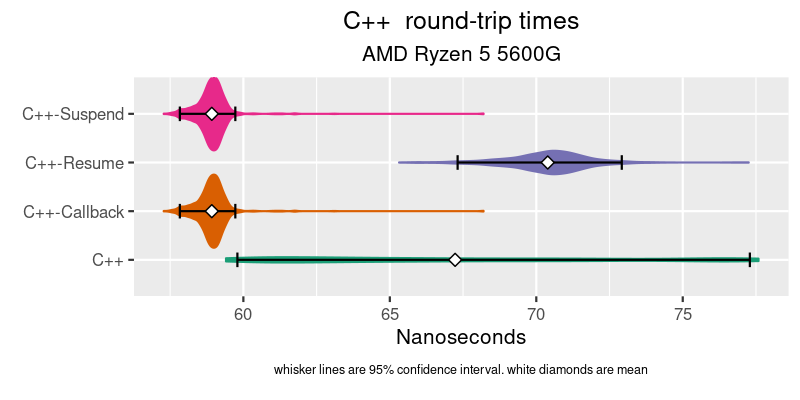 C++  round-trip times
AMD Ryzen 5 5600G
C++-Suspend
C++-Resume
C++-Callback
C++
60 65 70 75
Nanoseconds
whisker lines are 95% confidence interval. white diamonds are mean